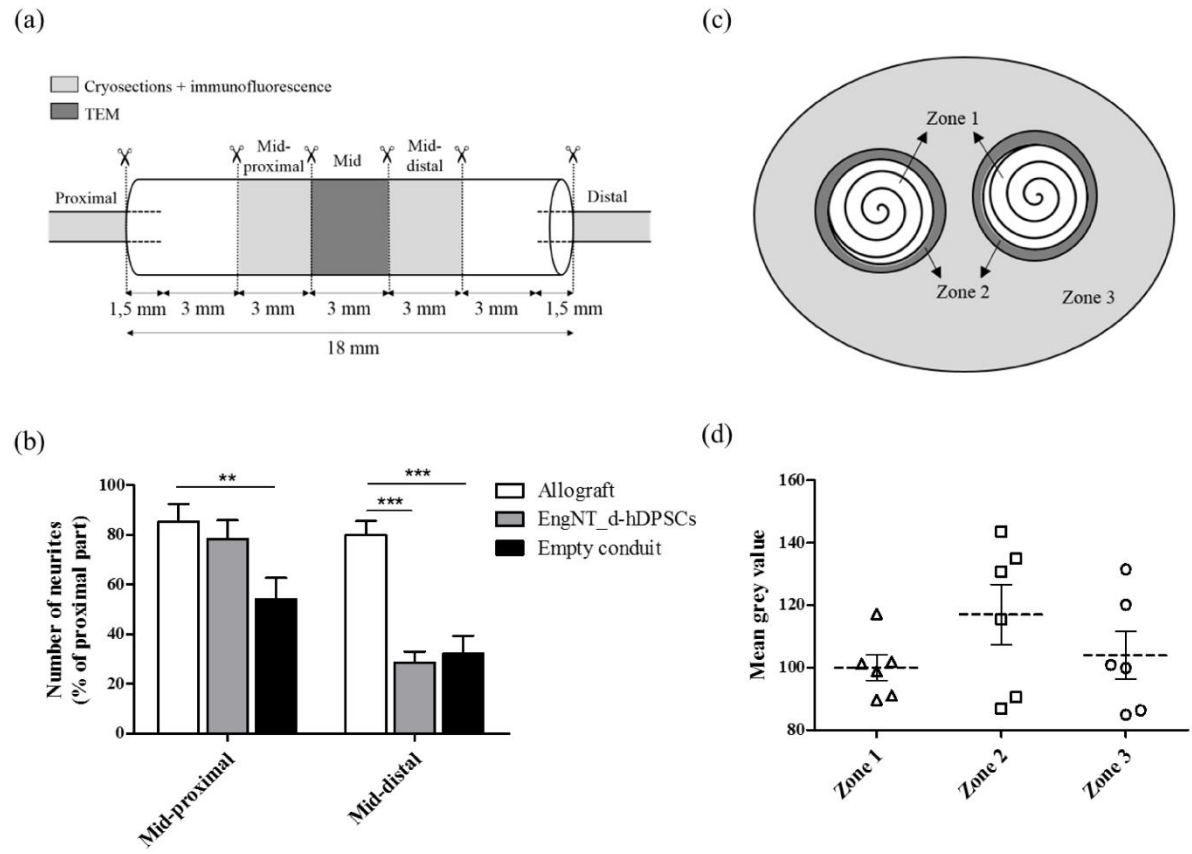 (a)
Cryosections + immunofluorescence
TEM
Mid-
proximal
Mid
Mid-
distal
Proximal
Distal
1,5 mm 3 mm 3 mm 3 mm 3 mm 3 mm 1,5 mm
18 mm
(c)
Zone 1
Zone 2
Zone 3
(b)
Number of neurites
(% of proximal part)
100
80
60
40
20
0
**
***
***
Allograft
EngNT_d-hDPSCs
Empty conduit
Mid-proximal
Mid-distal
(d)
Mean grey value
160
140
120
100
80
Zone 1
Zone 2
Zone 3